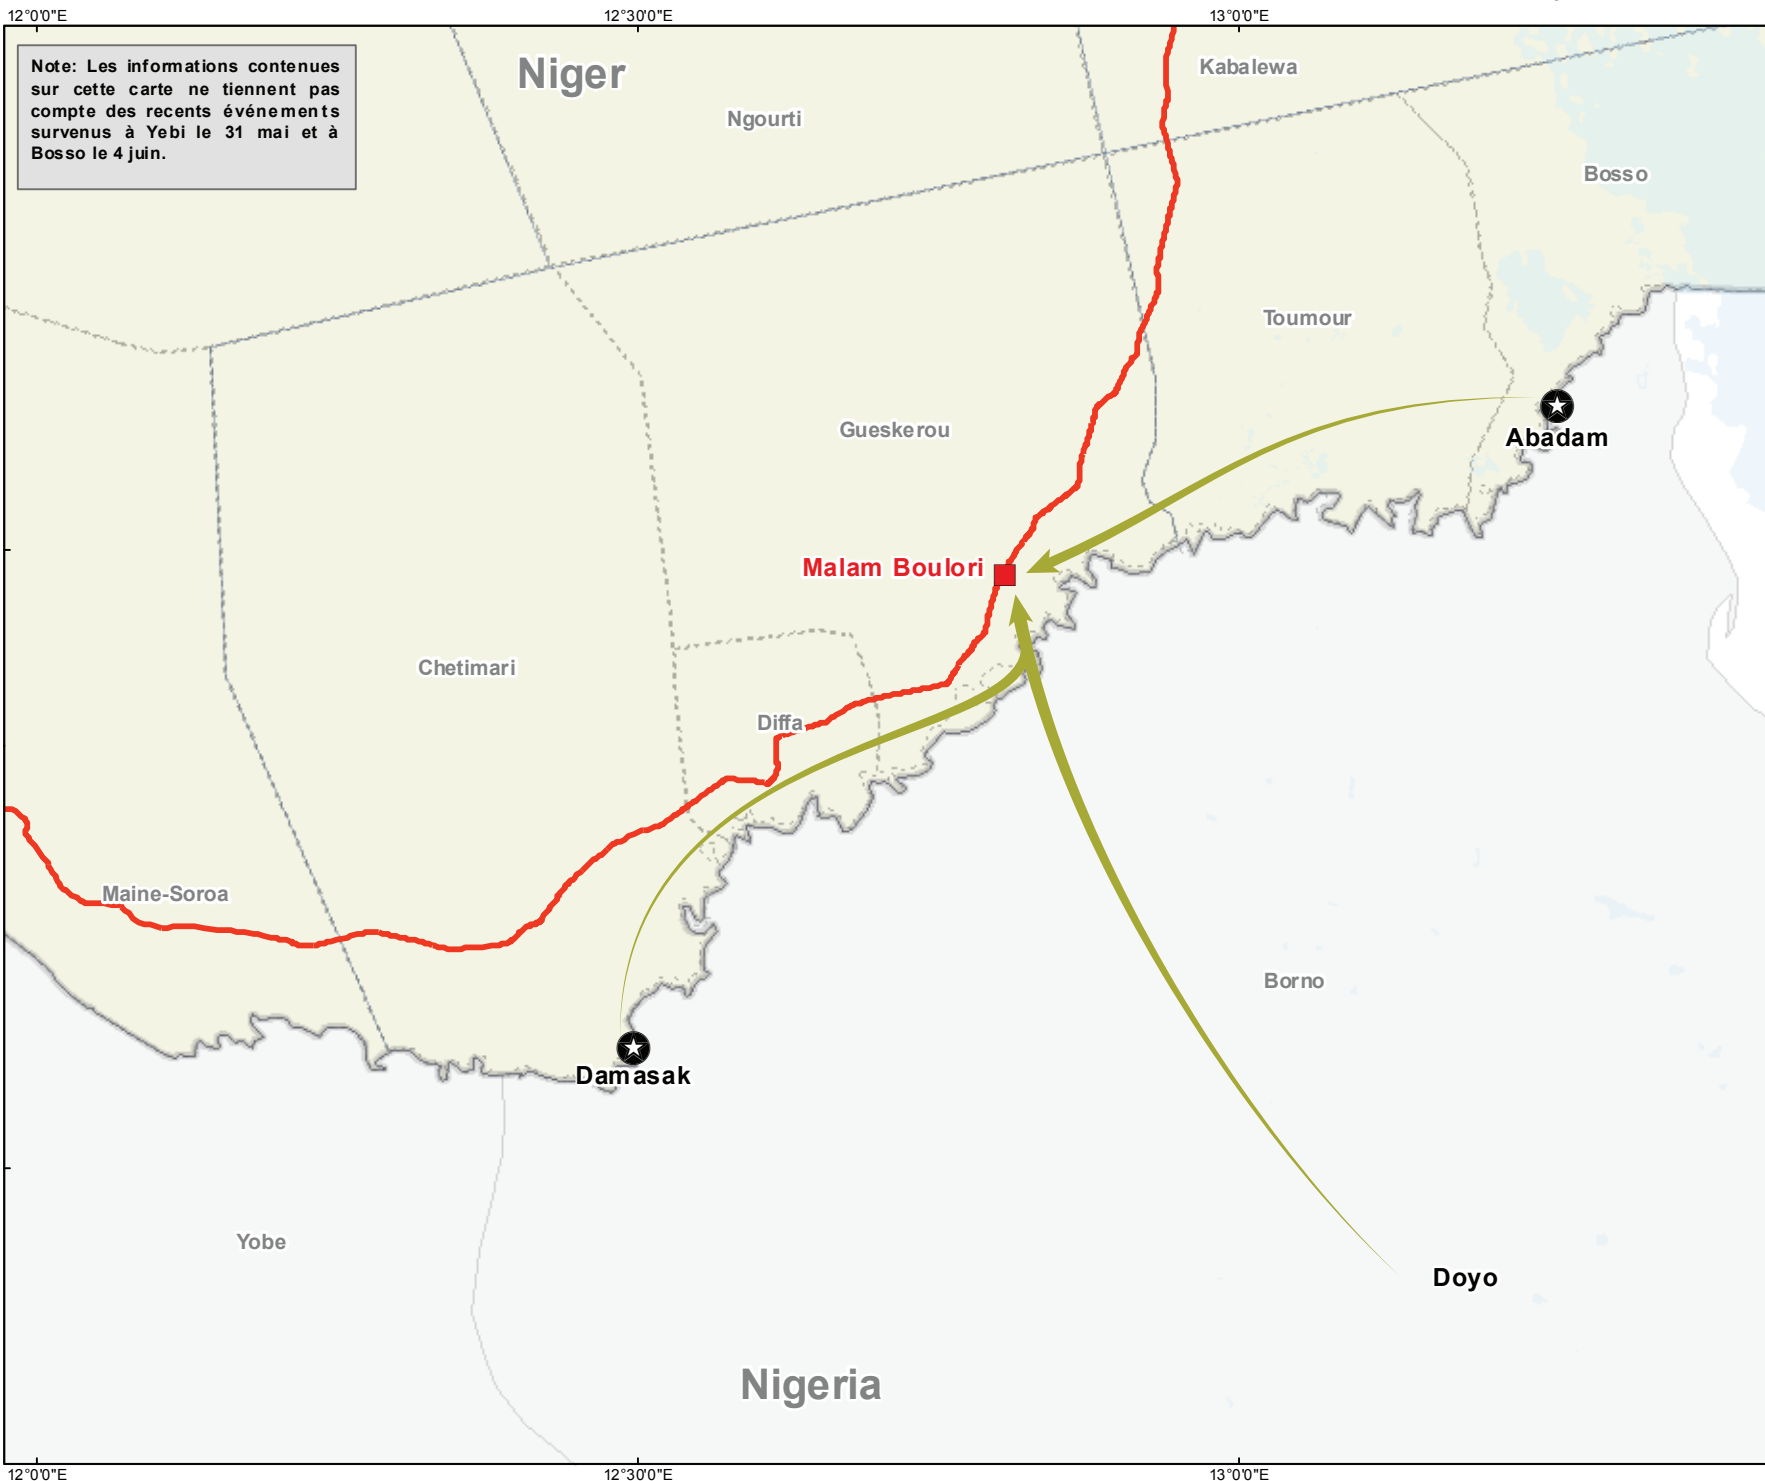 12°0'0"E
12°30'0"E
13°0'0"E
Note: Les informations contenues
sur cette carte ne tiennent pas
compte des recents événements
survenus à Yebi le 31 mai et à
Bosso le 4 juin.
Niger
Kabalewa
Ngourti
Bosso
Toumour
Gueskerou
Abadam
Malam Boulori
Chetimari
Diffa
Maine-Soroa
Borno
Damasak
Yobe
Doyo
Nigeria
12°0'0"E
12°30'0"E
13°0'0"E